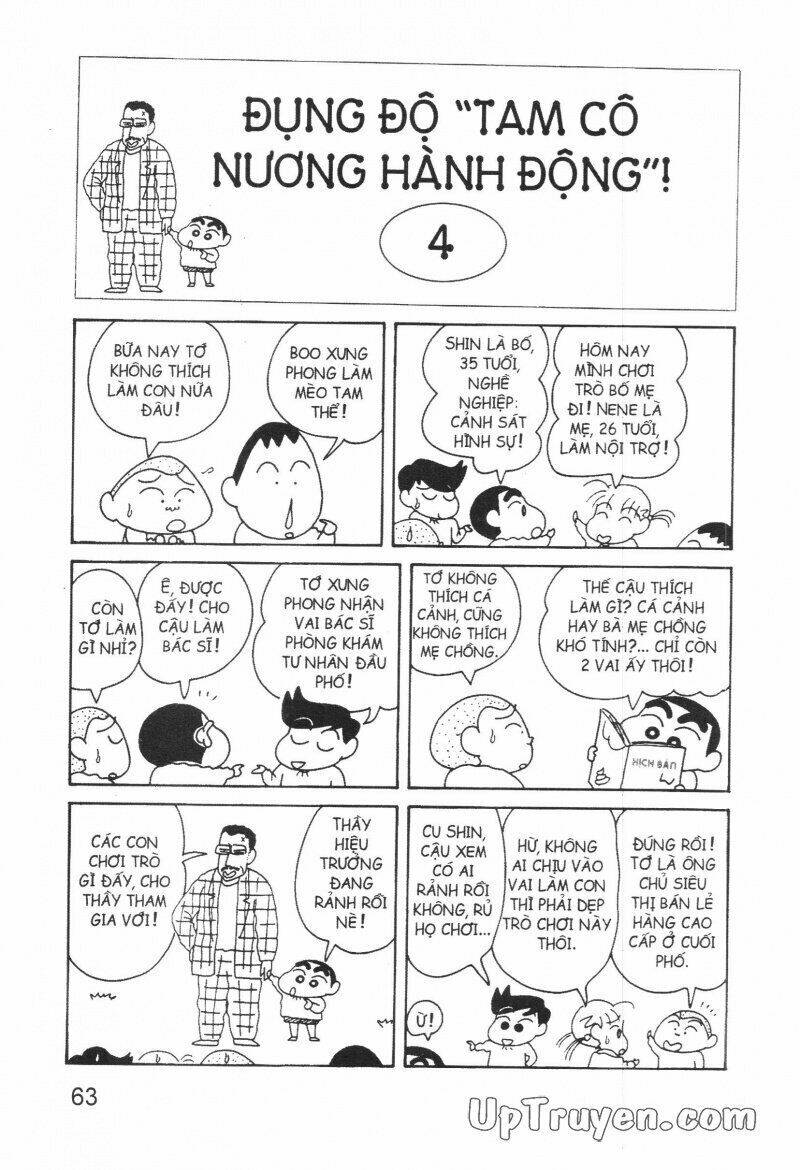 ĐỤNG ĐỘ “TAM CÔ
NƯƠNG HÀNH ĐỘNG”!
4
HÔM NAY
MÌNH CHƠI
TRÒ BỐ MẸ
ĐI! NENE LÀ
MẸ, 26 TUỔI,
LÀM NỘI TRỢ!
SHIN LÀ BỐ,
35 TUỔI,
NGHỀ
NGHIỆP:
CẢNH SÁT
HÌNH SỰ!
BOO XUNG
PHONG LÀM
MÈO TAM
THỂ!
BỮA NAY TỚ
KHÔNG THÍCH
LÀM CON NỮA
ĐÂU!
THẾ CẬU THÍCH
LÀM GÌ? CÁ CẢNH
HAY BÀ MẸ CHỒNG
KHÓ TÍNH?... CHỈ CÒN
2 VAI ẤY THÔI!
KỊCH BẢN
TỚ KHÔNG
THÍCH CÁ
CẢNH, CŨNG
KHÔNG THÍCH
MẸ CHỒNG.
TỚ XUNG
PHONG NHẬN
VAI BÁC SĨ
PHÒNG KHÁM
TƯ NHÂN ĐẦU
PHỐ!
Ê, ĐƯỢC
ĐẤY! CHO
CẬU LÀM
BÁC SĨ!
CÒN
TỚ LÀM
GÌ NHỈ?
ĐÚNG RỒI!
TỚ LÀ ÔNG
CHỦ SIÊU
THỊ BÁN LẺ
HÀNG CAO
CẤP Ở CUỐI
PHỐ.
HỪ, KHÔNG
AI CHỊU VÀO
VAI LÀM CON
THÌ PHẢI DẸP
TRÒ CHƠI NÀY
THÔI.
CU SHIN,
CẬU XEM
CÓ AI
RẢNH RỖI
KHÔNG, RỦ
HỌ CHƠI...
Ừ!
THẦY
HIỆU
TRƯỞNG
ĐANG
RẢNH RỖI
NÈ!
CÁC CON
CHƠI TRÒ
GÌ ĐẤY, CHO
THẦY THAM
GIA VỚI!
63
UpTruyen.com